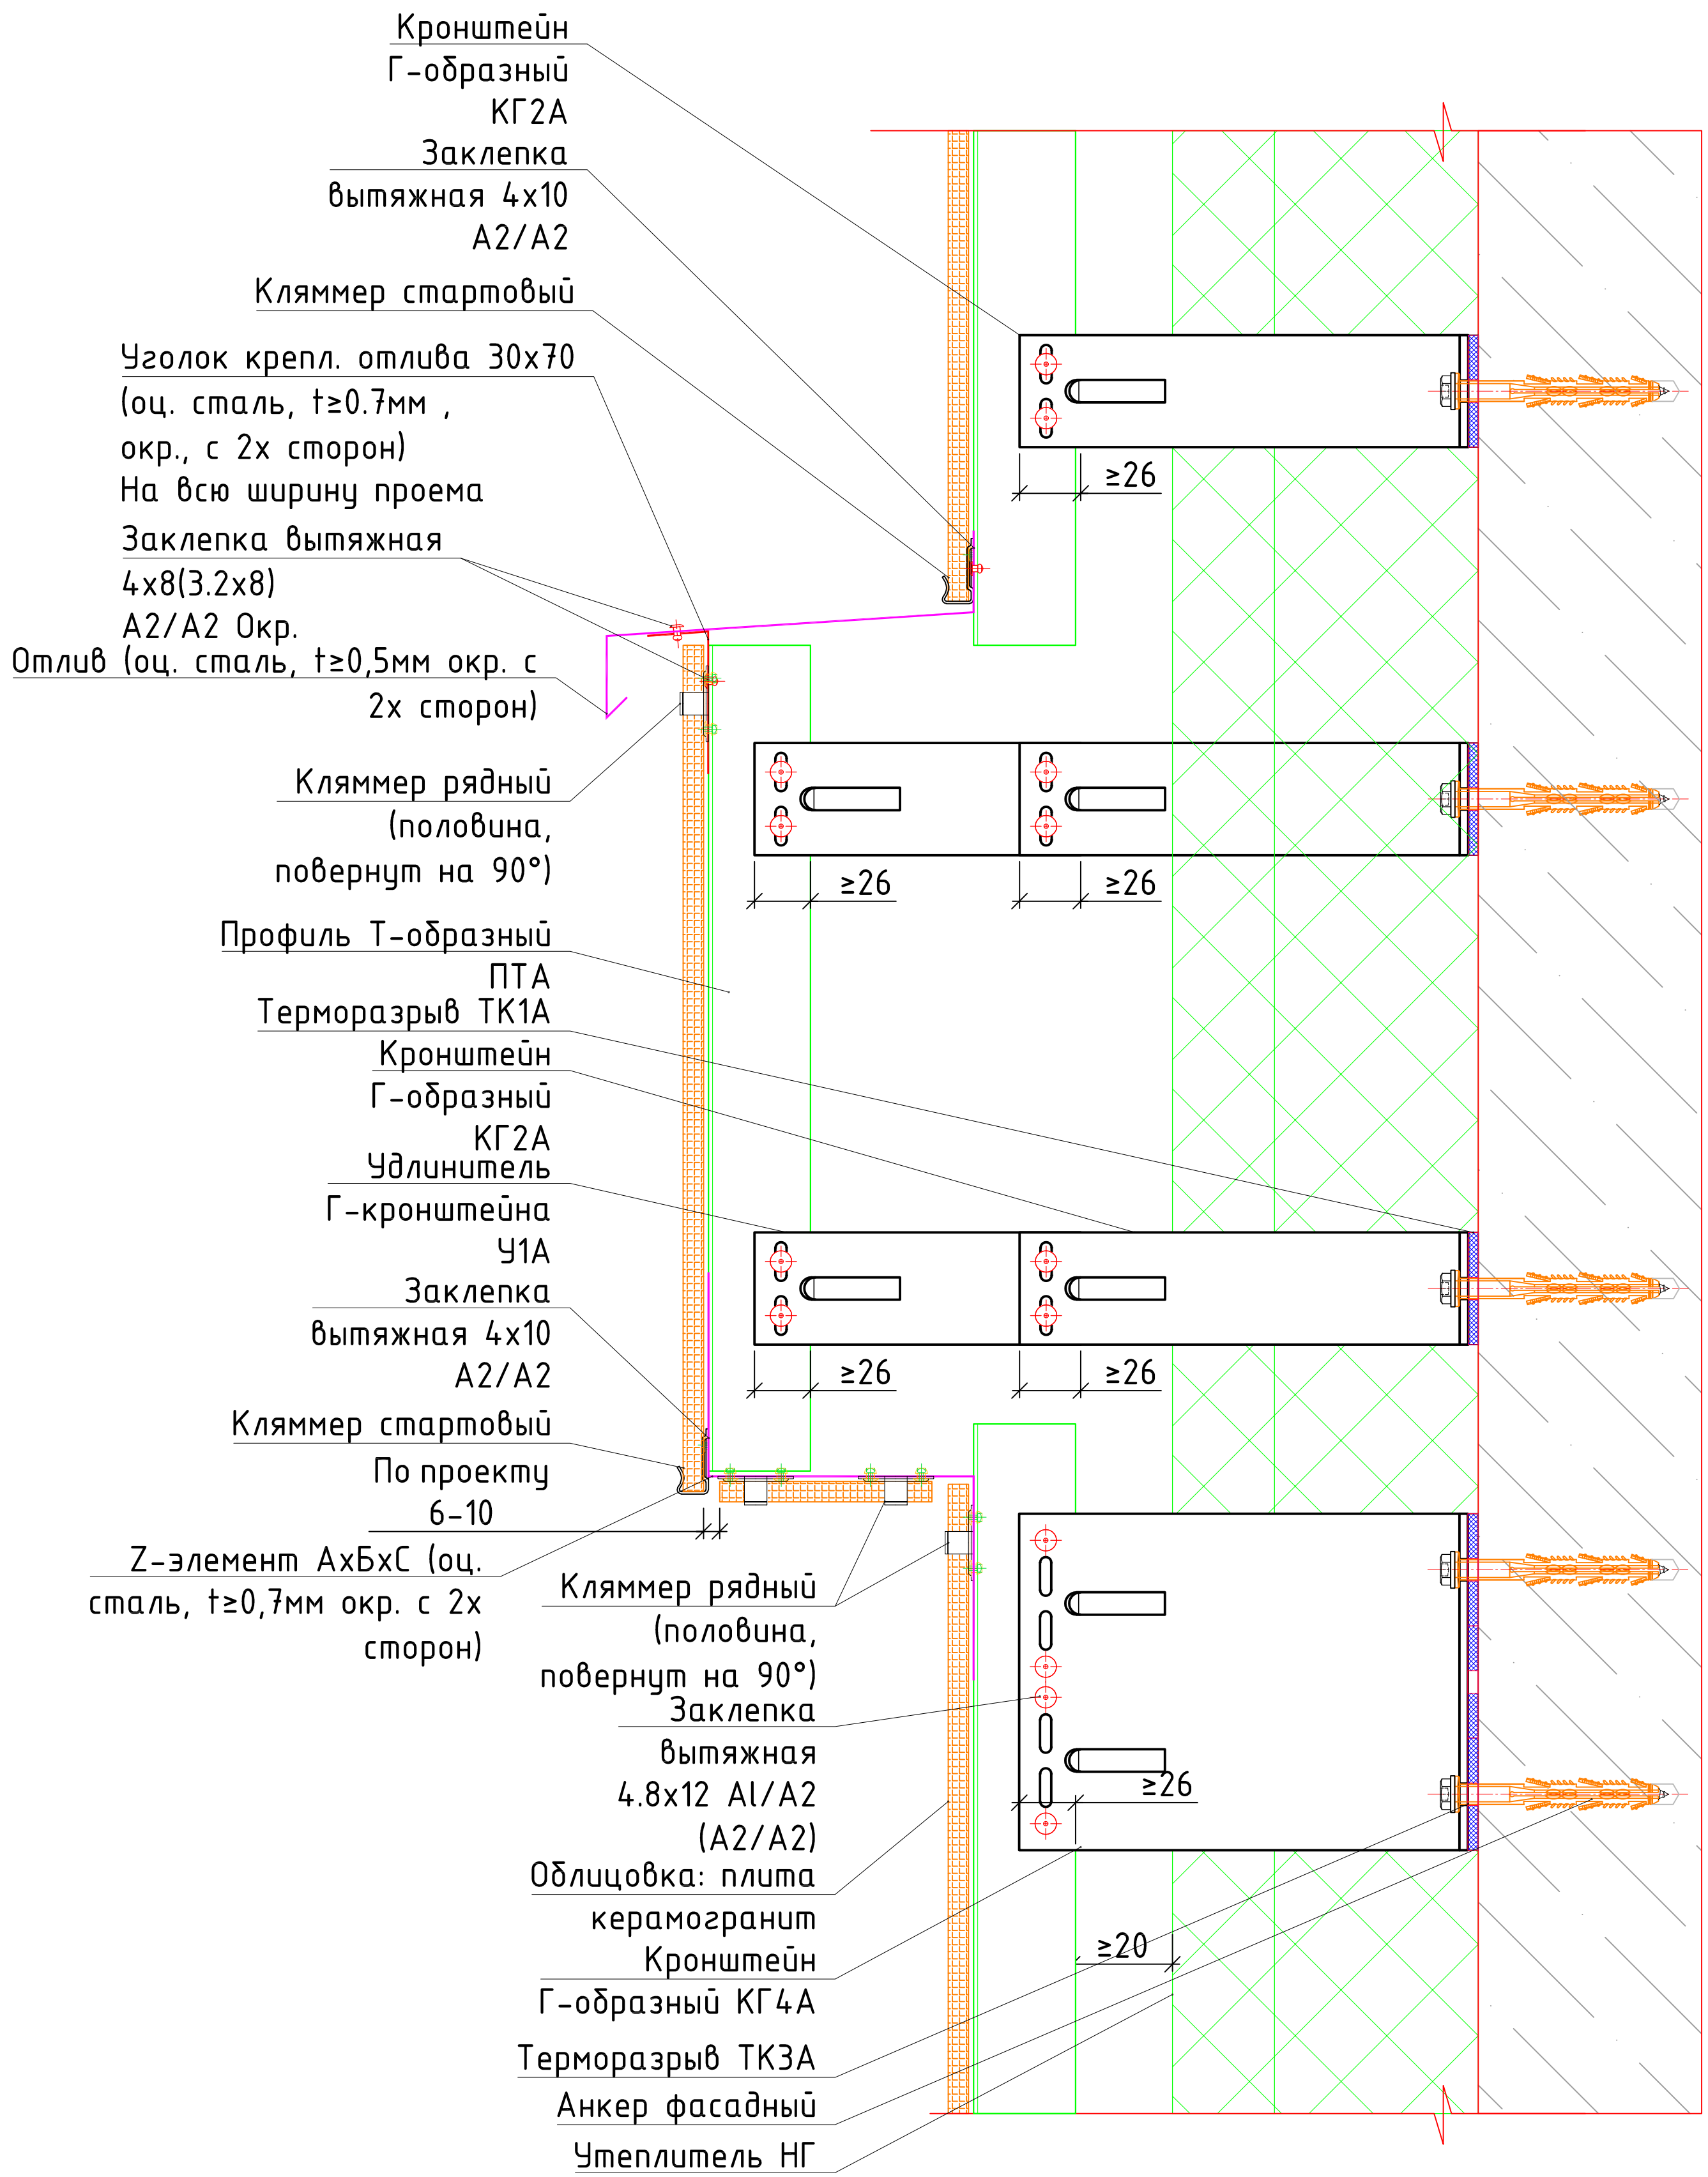 Кронштейн
Г-образный
КГ2А
Заклепка
вытяжная 4х10
А2/А2
Кляммер стартовый
Уголок крепл. отлива 30х70
(оц. сталь, t≥0.7мм ,
окр., с 2х сторон)
На всю ширину проема
Заклепка вытяжная
4х8(3.2х8)
А2/А2 Окр.
Отлив (оц. сталь, t≥0,5мм окр. с
2х сторон)
Кляммер рядный
(половина,
повернут на 90°)
Профиль Т-образный
ПТА
Терморазрыв ТК1А
Кронштейн
Г-образный
КГ2А
Удлинитель
Г-кронштейна
У1А
Заклепка
вытяжная 4х10
А2/А2
Кляммер стартовый
По проекту
6-10
Z-элемент АхБхС (оц.
сталь, t≥0,7мм окр. с 2х
сторон)
Кляммер рядный
(половина,
повернут на 90°)
Заклепка
вытяжная
4.8х12 Al/А2
(А2/А2)
Облицовка: плита
керамогранит
Кронштейн
Г-образный КГ4А
Терморазрыв ТК3А
Анкер фасадный
Утеплитель НГ
≥26
≥26
≥26
≥26
≥26
≥26
≥20